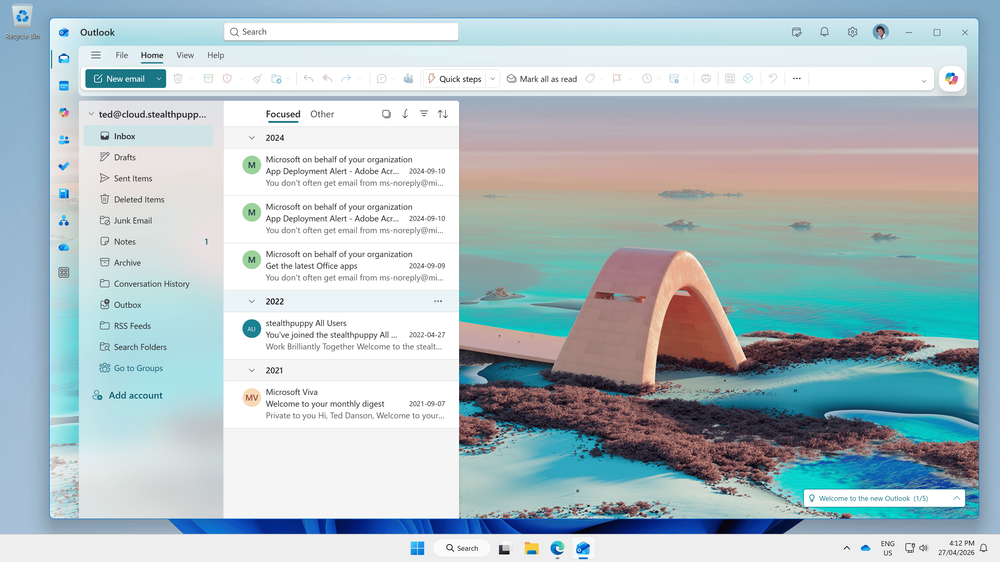 Recycle Bin
Outlook
Search
File
Home
View
Help
New email
Quick steps
Mark all as read
ted@cloud.stealthpupp...
Inbox
Drafts
Sent Items
Deleted Items
Junk Email
Notes
1
Archive
Conversation History
Outbox
RSS Feeds
Search Folders
Go to Groups
Add account
Focused
Other
2024
M
Microsoft on behalf of your organization
App Deployment Alert - Adobe Acr...
2024-09-10
You don't often get email from ms-noreply@mi...
M
Microsoft on behalf of your organization
App Deployment Alert - Adobe Acr...
2024-09-10
You don't often get email from ms-noreply@mi...
M
Microsoft on behalf of your organization
Get the latest Office apps
2024-09-09
You don't often get email from ms-noreply@mi...
2022
AU
stealthpuppy All Users
You've joined the stealthpuppy All ...
2022-04-27
Work Brilliantly Together Welcome to the stealt...
2021
MV
Microsoft Viva
Welcome to your monthly digest
2021-09-07
Private to you Hi, Ted Danson, Welcome to your...
Welcome to the new Outlook (1/5)
Search
ENG
US
4:12 PM
27/04/2026